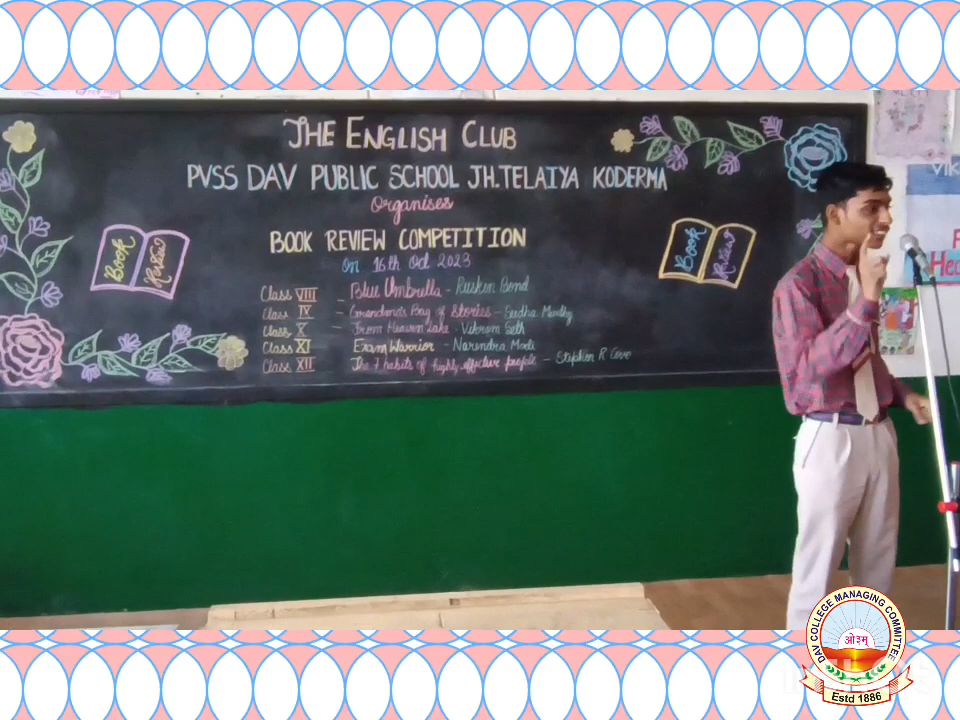 THE ENGLISH CLUB
PVSS DAV PUBLIC SCHOOL JH.TELAIYA KODERMA
Organises
BOOK REVIEW COMPETITION
On 16th Oct 2023
Class VIII - Blue Umbrella - Ruskin Bond
Class IX - Grandma's Bag of Stories - Sudha Murthy
Class X - From Heaven Lake - Vikram Seth
Class XI Exam Warrior - Narendra Modi
Class XII The 7 habits of highly effective people - Stephen R. Cove
Book Review
Book Review
VIK
F
Hea
DAV COLLEGE MANAGING COMMITTEE
ओ३म्
Estd 1886